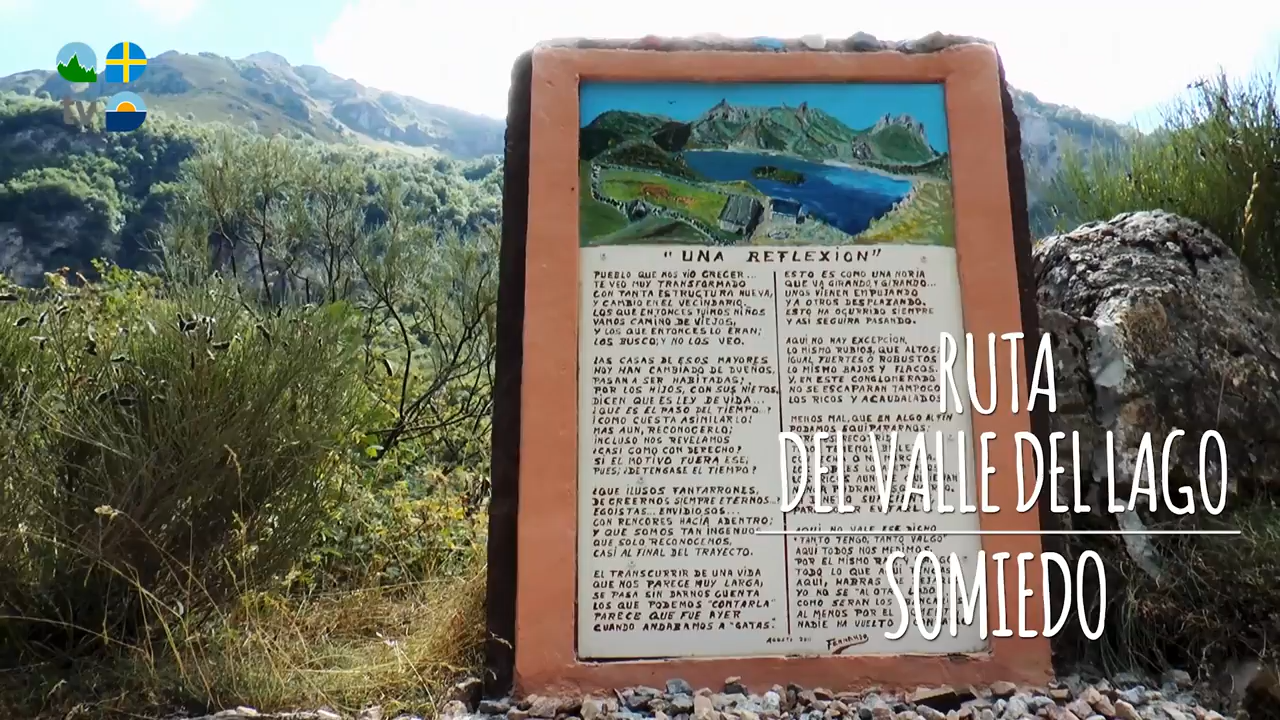 tv
"UNA REFLEXION"
PUEBLO QUE NOS VIO CRECER...
TE VEO MUY TRANSFORMADO
CON TANTA ESTRUCTURA NUEVA,
Y CAMBIO EN EL VECINDARIO.
LOS QUE ENTONCES FUIMOS NIÑOS
VAMOS CAMINO DE VIEJOS,
Y LOS QUE ENTONCES LO ERAN;
LOS BUSCO; Y NO LOS VEO.
LAS CASAS DE ESOS MAYORES
HOY HAN CAMBIADO DE DUEÑOS,
PASAN A SER HABITADAS;
POR LOS HIJOS, CON SUS NIETOS.
DICEN QUE ES LEY DE VIDA...
¿QUE ES EL PASO DEL TIEMPO..?
¡COMO CUESTA ASIMILARLO!
MAS AUN, RECONOCERLO;
INCLUSO NOS REVELAMOS
¿CASI COMO CON DERECHO?
SI EL MOTIVO FUERA ESE;
PUES; ¡DETENGASE EL TIEMPO?
¿QUE ILUSOS FANFARRONES,
DE CREERNOS SIEMPRE ETERNOS...
EGOISTAS... ENVIDIOSOS...
CON RENCORES HACIA ADENTRO;
Y QUE SOMOS TAN INGENUOS
QUE SOLO RECONOCEMOS,
CASI AL FINAL DEL TRAYECTO.
EL TRANSCURRIR DE UNA VIDA
QUE NOS PARECE MUY LARGA,
SE PASA SIN DARNOS CUENTA
LOS QUE PODEMOS "CONTARLA"
PARECE QUE FUE AYER
CUANDO ANDABAMOS A "GATAS".
ESTO ES COMO UNA NORIA
QUE VA GIRANDO, Y GIRANDO...
UNOS VIENEN EMPUJANDO
Y A OTROS DESPLAZANDO.
ESTO HA OCURRIDO SIEMPRE
Y ASI SEGUIRA PASANDO.
AQUI NO HAY EXCEPCION,
LO MISMO RUBIOS, QUE ALTOS.
IGUAL FUERTES O ROBUSTOS
LO MISMO BAJOS Y FLACOS.
Y, EN ESTE CONGLOMERADO
NO SE ESCAPARAN TAMPOCO
LOS RICOS Y ACAUDALADOS
MENOS MAL, QUE EN ALGO AL FIN
PODAMOS EQUIPARARNOS;
AQUI NO VALE ESE DICHO
"TANTO TENGO, TANTO VALGO"
AQUI TODOS NOS
POR EL MISMO
TODO LO QUE
AQUI, HABRAS DE
YO NO SE
COMO SERAN LOS
AL MENOS POR EL
NADIE HA VUELTO
AGOSTO
FERNANDO
RUTA
DEL VALLE DEL LAGO
SOMIEDO